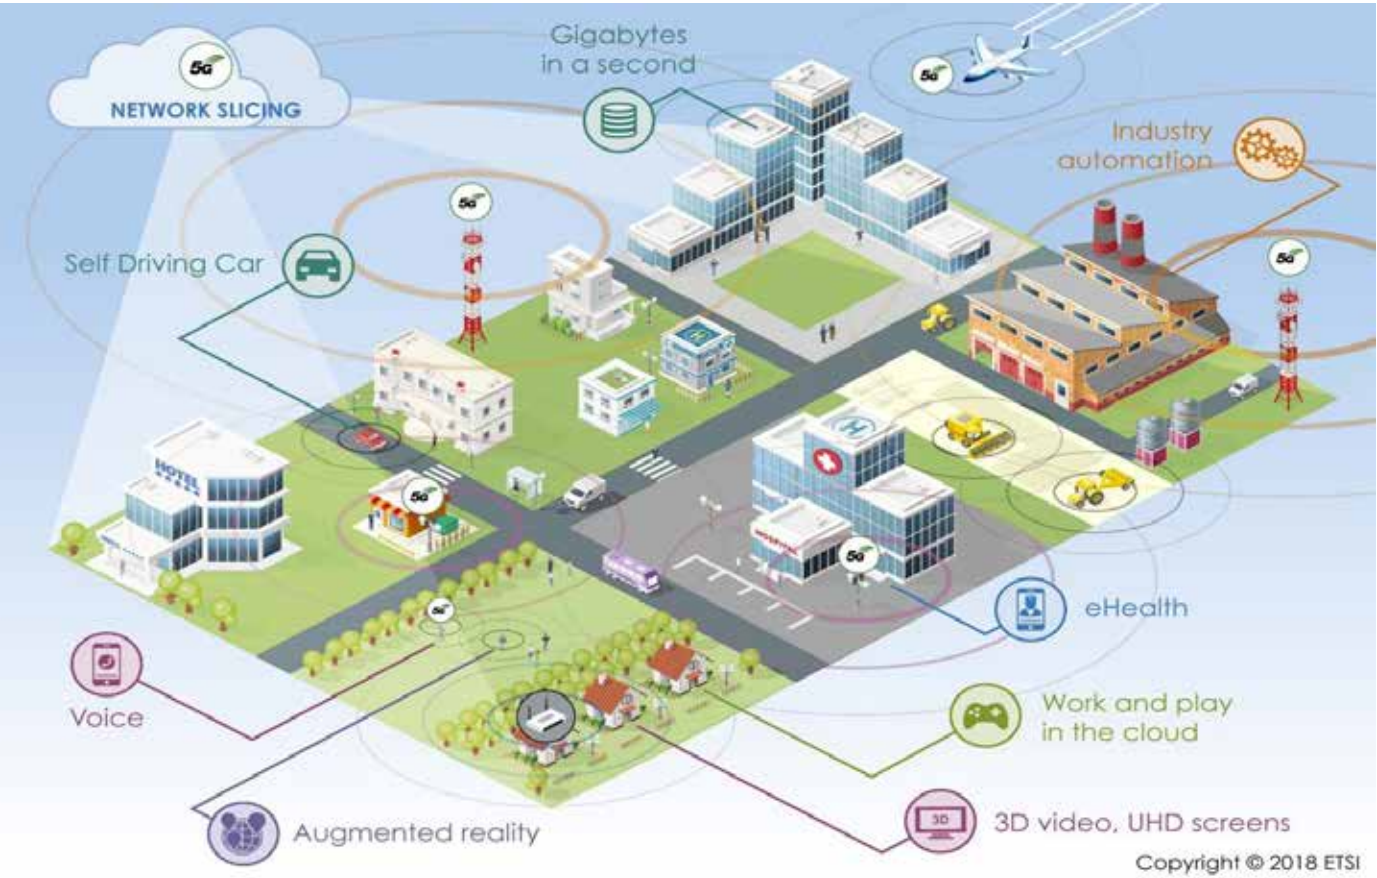 5G
NETWORK SLICING
Gigabytes
in a second
5G
Industry
automation
5G
5G
Self Driving Car
H
HOTEL
H
5G
HOSPITAL
5G
5G
eHealth
Voice
Work and play
in the cloud
Augmented reality
3D
3D video, UHD screens
Copyright © 2018 ETSI